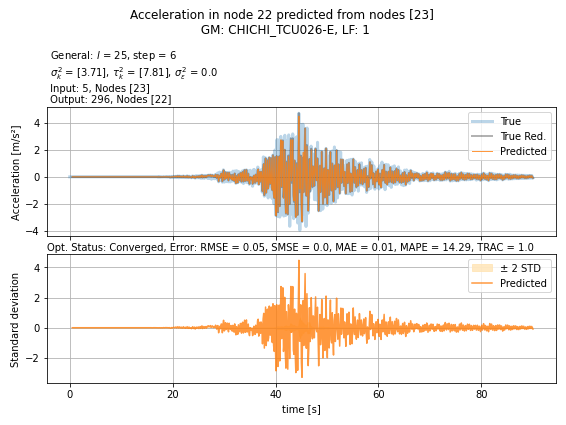 Acceleration in node 22 predicted from nodes [23]
GM: CHICHI_TCU026-E, LF: 1
General: l = 25, step = 6
σ²ₖ = [3.71], τ²ₖ = [7.81], σ²ε = 0.0
Input: 5, Nodes [23]
Output: 296, Nodes [22]
Acceleration [m/s²]
4
2
0
−2
−4
True
True Red.
Predicted
Opt. Status: Converged, Error: RMSE = 0.05, SMSE = 0.0, MAE = 0.01, MAPE = 14.29, TRAC = 1.0
Standard deviation
4
2
0
−2
± 2 STD
Predicted
0 20 40 60 80
time [s]